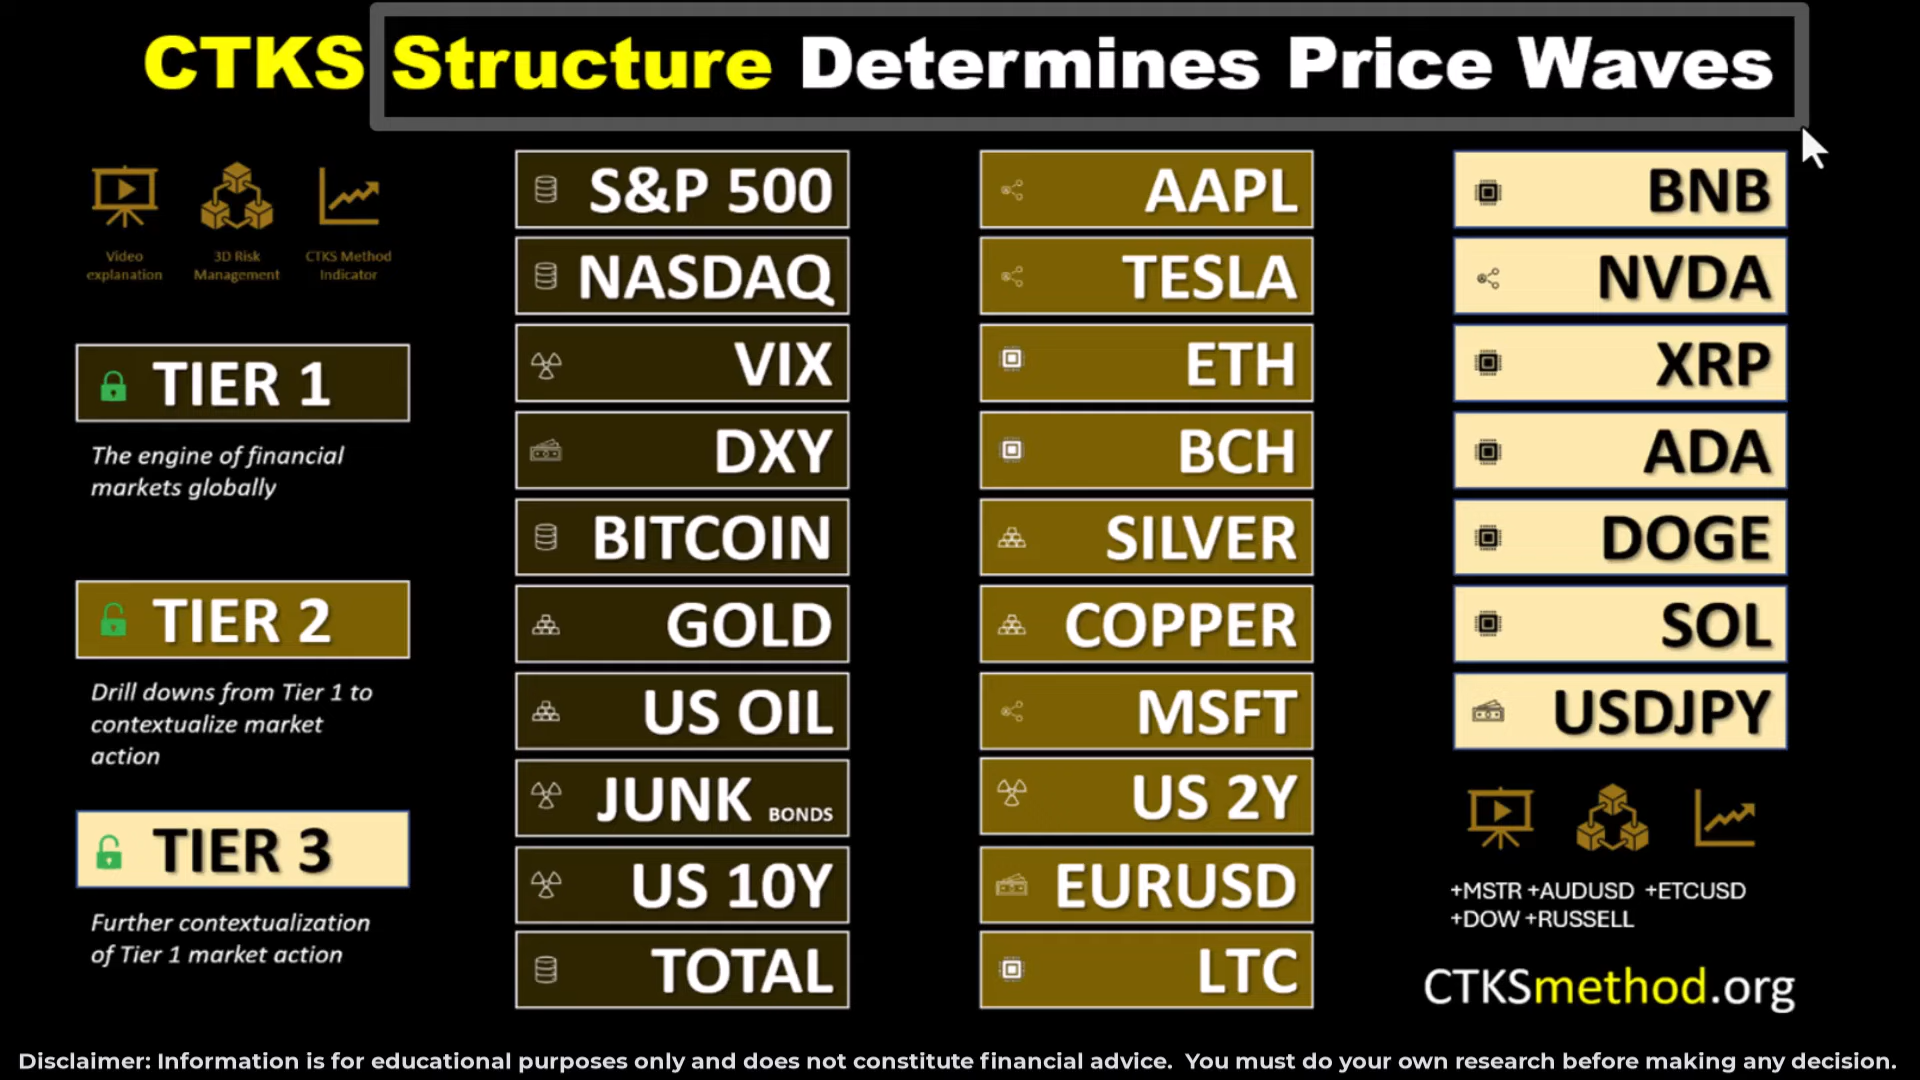 CTKS Structure Determines Price Waves
Video
explanation
3D Risk
Management
CTKS Method
Indicator
TIER 1
The engine of financial
markets globally
TIER 2
Drill downs from Tier 1 to
contextualize market
action
TIER 3
Further contextualization
of Tier 1 market action
S&P 500
NASDAQ
VIX
DXY
BITCOIN
GOLD
US OIL
JUNK BONDS
US 10Y
TOTAL
AAPL
TESLA
ETH
BCH
SILVER
COPPER
MSFT
US 2Y
EURUSD
LTC
BNB
NVDA
XRP
ADA
DOGE
SOL
USDJPY
+MSTR +AUDUSD +ETCUSD
+DOW +RUSSELL
CTKSmethod.org
Disclaimer: Information is for educational purposes only and does not constitute financial advice. You must do your own research before making any decision.